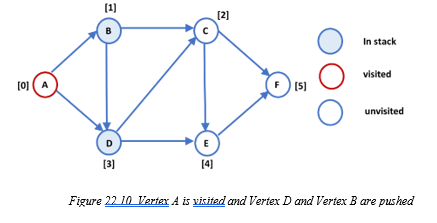 [1]
[2]
B
C
In stack
[0]
A
F
[5]
visited
unvisited
D
E
[3]
[4]
Figure 22.10. Vertex A is visited and Vertex D and Vertex B are pushed